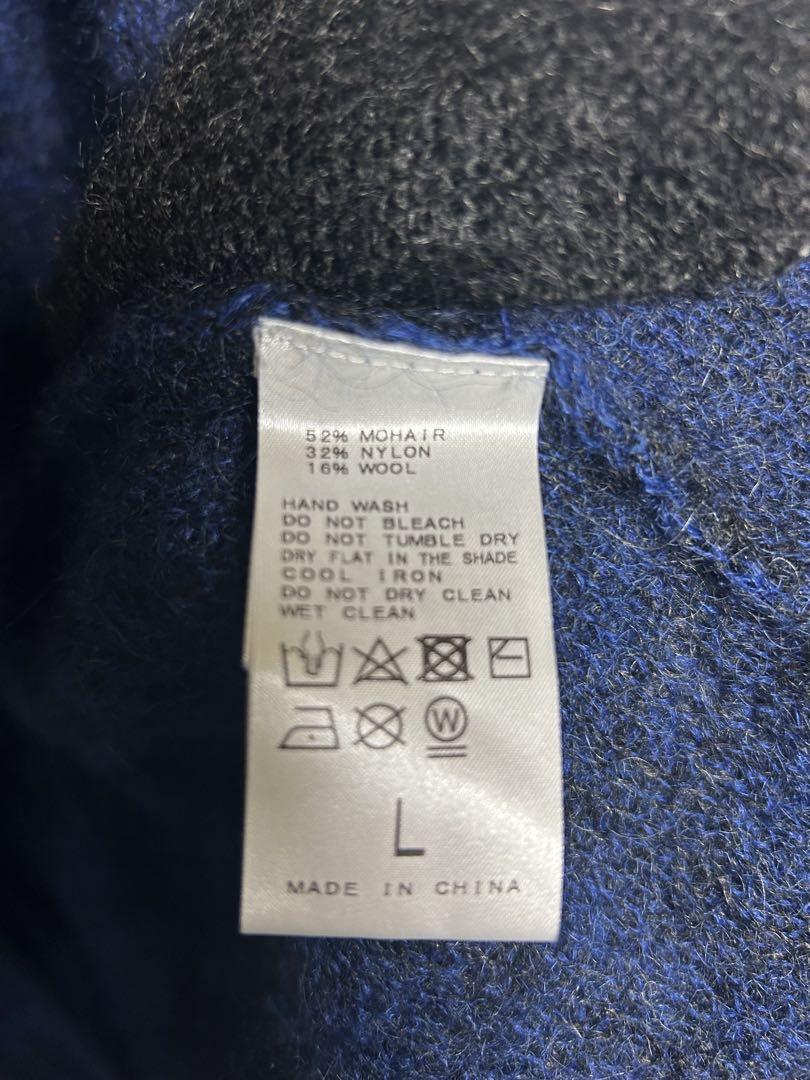 52% MOHAIR
32% NYLON
16% WOOL
HAND WASH
DO NOT BLEACH
DO NOT TUMBLE DRY
DRY FLAT IN THE SHADE
COOL IRON
DO NOT DRY CLEAN
WET CLEAN
W
L
MADE IN CHINA